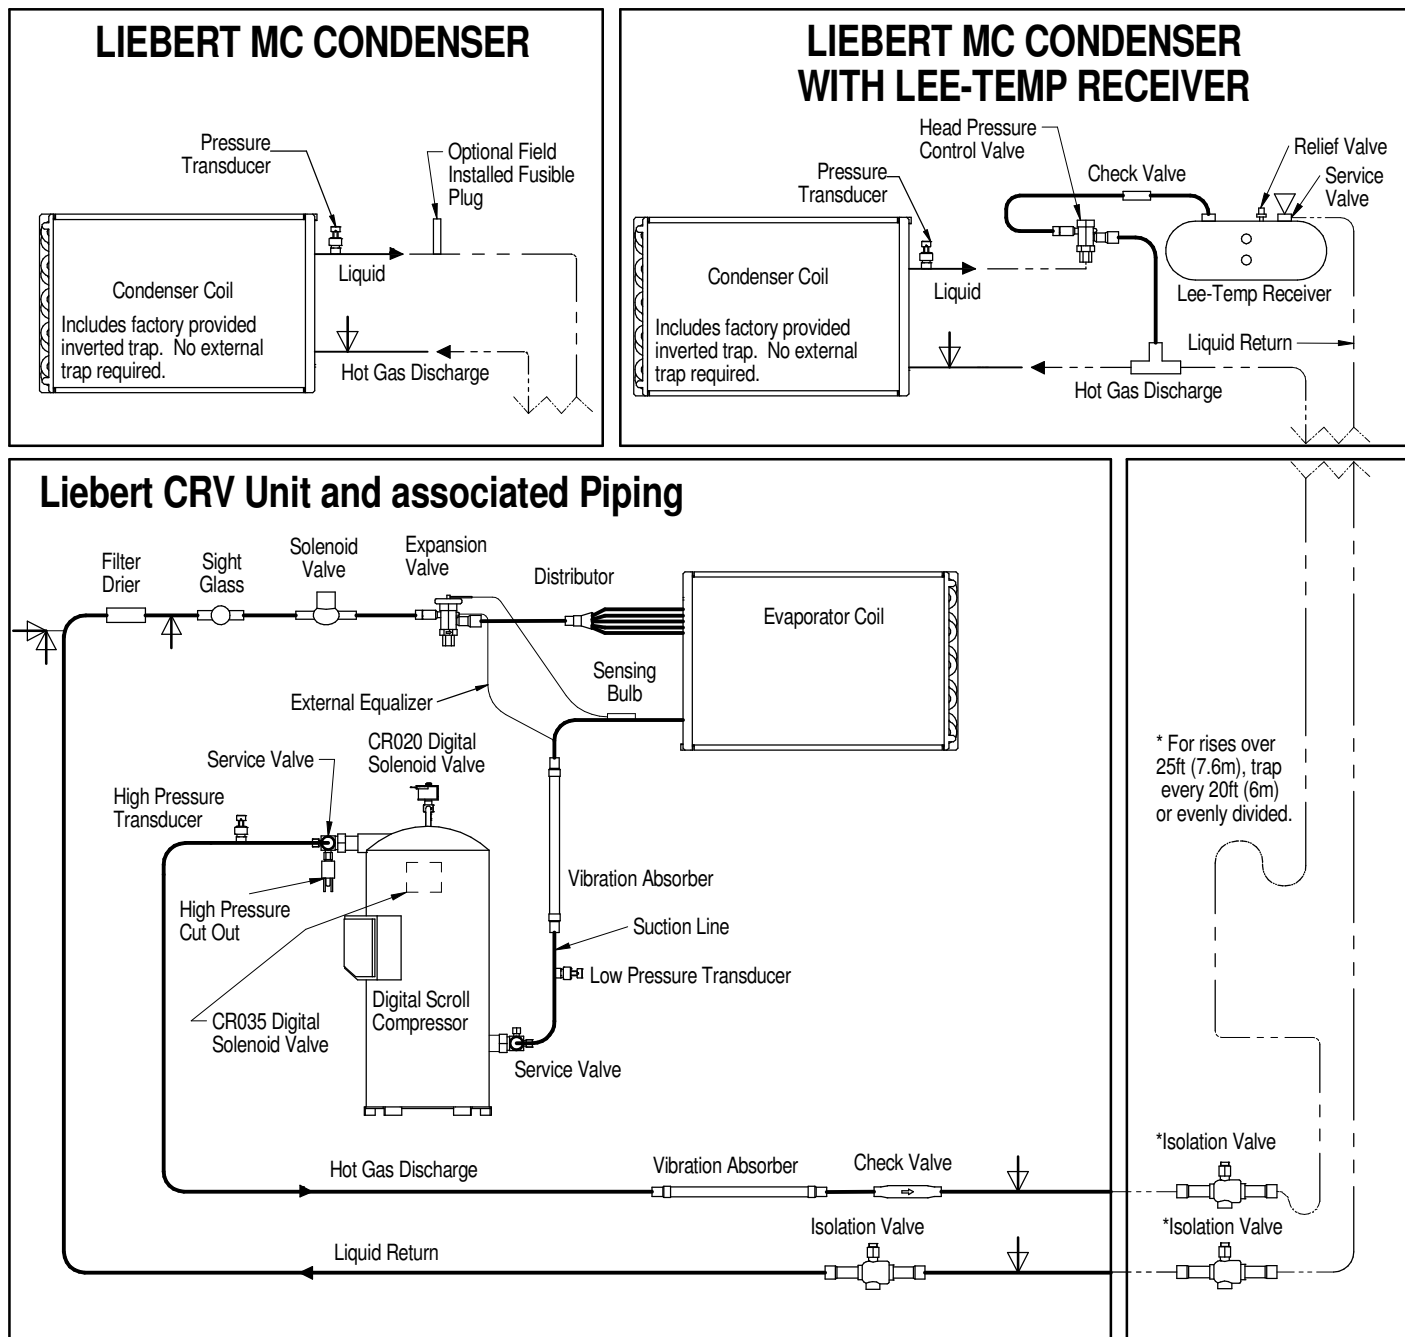 LIEBERT MC CONDENSER
Pressure
Transducer
Optional Field
Installed Fusible
Plug
Liquid
Condenser Coil
Includes factory provided
inverted trap. No external
trap required.
Hot Gas Discharge
LIEBERT MC CONDENSER
WITH LEE-TEMP RECEIVER
Head Pressure
Control Valve
Pressure
Transducer
Check Valve
Relief Valve
Service
Valve
Liquid
Condenser Coil
Includes factory provided
inverted trap. No external
trap required.
Lee-Temp Receiver
Liquid Return
Hot Gas Discharge
Liebert CRV Unit and associated Piping
Filter
Drier
Sight
Glass
Solenoid
Valve
Expansion
Valve
Distributor
Evaporator Coil
Sensing
Bulb
External Equalizer
CR020 Digital
Solenoid Valve
Service Valve
High Pressure
Transducer
High Pressure
Cut Out
Vibration Absorber
Suction Line
Low Pressure Transducer
Digital Scroll
Compressor
CR035 Digital
Solenoid Valve
Service Valve
Hot Gas Discharge
Vibration Absorber
Check Valve
Isolation Valve
Liquid Return
* For rises over
25ft (7.6m), trap
every 20ft (6m)
or evenly divided.
*Isolation Valve
*Isolation Valve